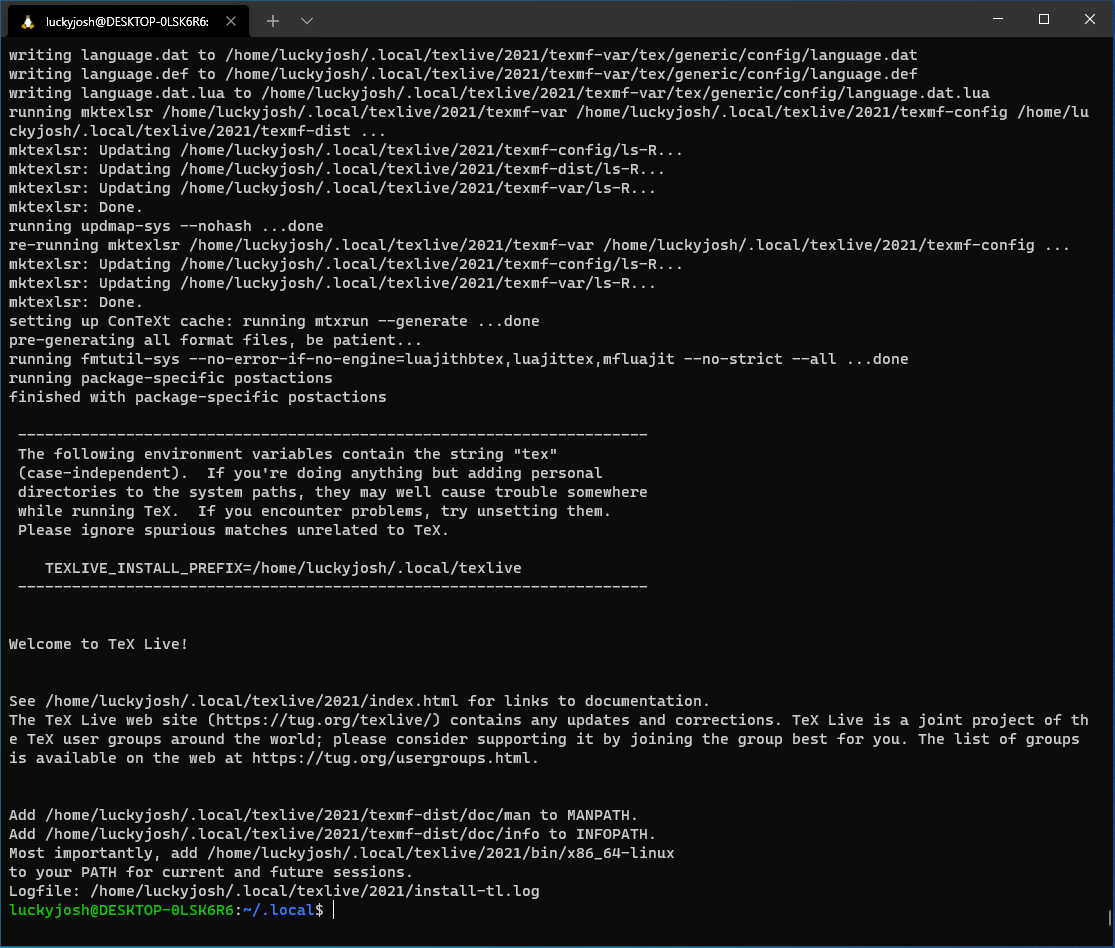 luckyjosh@DESKTOP-0LSK6R6:
writing language.dat to /home/luckyjosh/.local/texlive/2021/texmf-var/tex/generic/config/language.dat
writing language.def to /home/luckyjosh/.local/texlive/2021/texmf-var/tex/generic/config/language.def
writing language.dat.lua to /home/luckyjosh/.local/texlive/2021/texmf-var/tex/generic/config/language.dat.lua
running mktexlsr /home/luckyjosh/.local/texlive/2021/texmf-var /home/luckyjosh/.local/texlive/2021/texmf-config /home/lu
ckyjosh/.local/texlive/2021/texmf-dist ...
mktexlsr: Updating /home/luckyjosh/.local/texlive/2021/texmf-config/ls-R...
mktexlsr: Updating /home/luckyjosh/.local/texlive/2021/texmf-dist/ls-R...
mktexlsr: Updating /home/luckyjosh/.local/texlive/2021/texmf-var/ls-R...
mktexlsr: Done.
running updmap-sys --nohash ...done
re-running mktexlsr /home/luckyjosh/.local/texlive/2021/texmf-var /home/luckyjosh/.local/texlive/2021/texmf-config ...
mktexlsr: Updating /home/luckyjosh/.local/texlive/2021/texmf-config/ls-R...
mktexlsr: Updating /home/luckyjosh/.local/texlive/2021/texmf-var/ls-R...
mktexlsr: Done.
setting up ConTeXt cache: running mtxrun --generate ...done
pre-generating all format files, be patient...
running fmtutil-sys --no-error-if-no-engine=luajithbtex,luajittex,mfluajit --no-strict --all ...done
running package-specific postactions
finished with package-specific postactions
----------------------------------------------------------------------
The following environment variables contain the string "tex"
(case-independent).  If you're doing anything but adding personal
directories to the system paths, they may well cause trouble somewhere
while running TeX.  If you encounter problems, try unsetting them.
Please ignore spurious matches unrelated to TeX.
TEXLIVE_INSTALL_PREFIX=/home/luckyjosh/.local/texlive
----------------------------------------------------------------------
Welcome to TeX Live!
See /home/luckyjosh/.local/texlive/2021/index.html for links to documentation.
The TeX Live web site (https://tug.org/texlive/) contains any updates and corrections. TeX Live is a joint project of th
e TeX user groups around the world; please consider supporting it by joining the group best for you. The list of groups
is available on the web at https://tug.org/usergroups.html.
Add /home/luckyjosh/.local/texlive/2021/texmf-dist/doc/man to MANPATH.
Add /home/luckyjosh/.local/texlive/2021/texmf-dist/doc/info to INFOPATH.
Most importantly, add /home/luckyjosh/.local/texlive/2021/bin/x86_64-linux
to your PATH for current and future sessions.
Logfile: /home/luckyjosh/.local/texlive/2021/install-tl.log
luckyjosh@DESKTOP-0LSK6R6:~/.local$